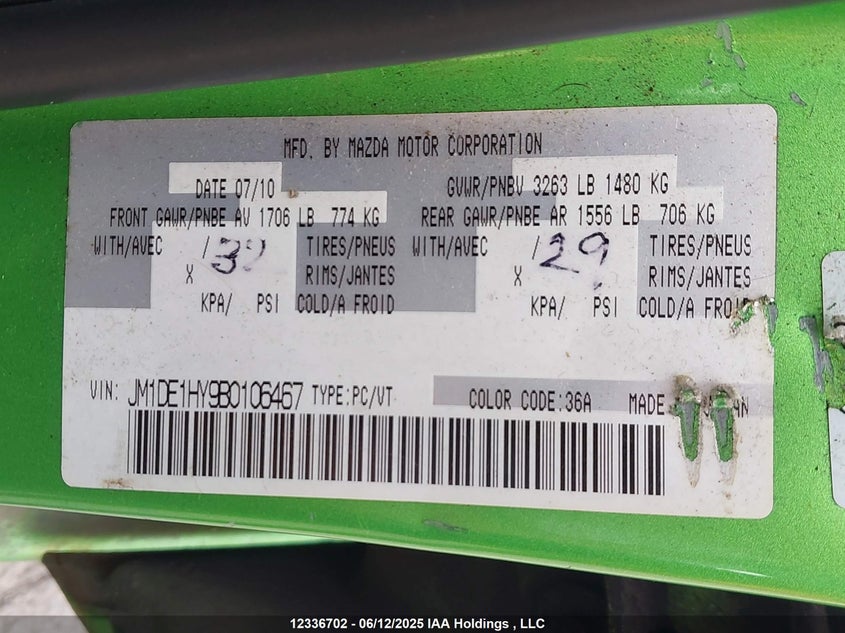 MFD. BY MAZDA MOTOR CORPORATION
DATE 07/10 GVWR/PNBV 3263 LB 1480 KG
FRONT GAWR/PNBE AV 1706 LB 774 KG REAR GAWR/PNBE AR 1556 LB 706 KG
WITH/AVEC / TIRES/PNEUS WITH/AVEC / 29 TIRES/PNEUS
X RIMS/JANTES X RIMS/JANTES
KPA/ PSI COLD/A FROID KPA/ PSI COLD/A FROID
VIN: JM1DE1HY9B0106467 TYPE:PC/VT COLOR CODE:36A MADE
12336702 - 06/12/2025 IAA Holdings , LLC